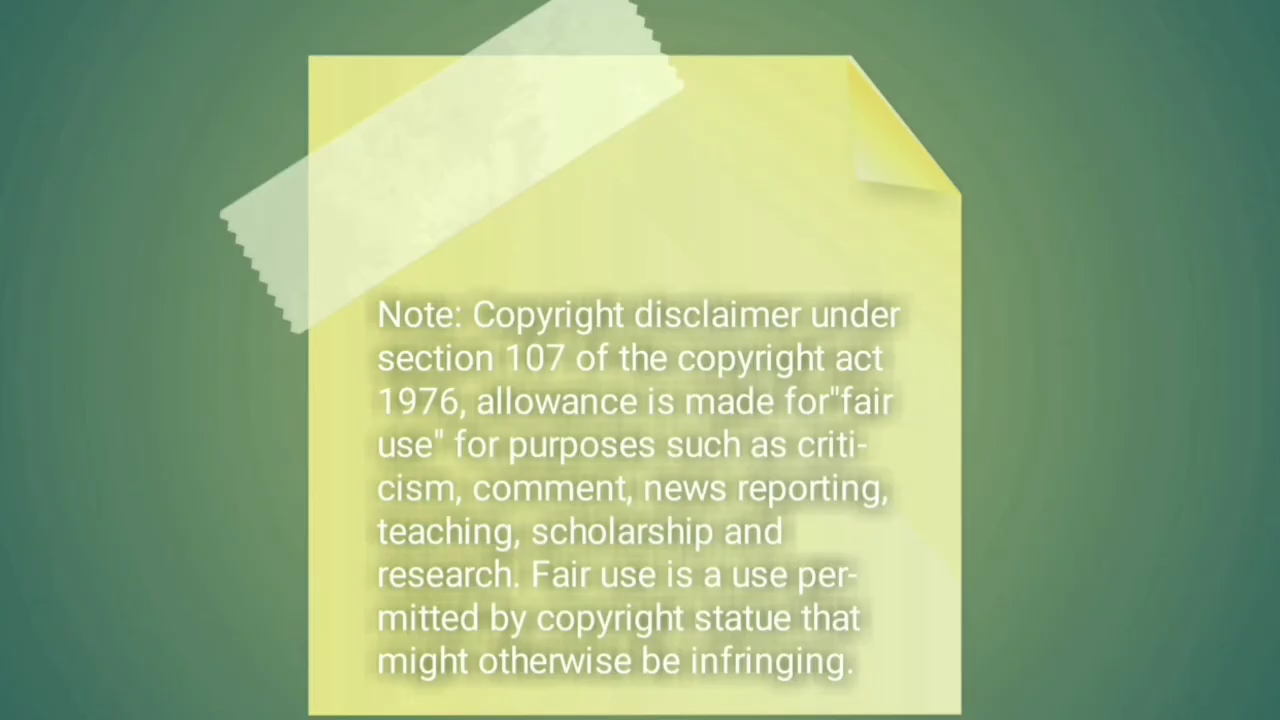 Note: Copyright disclaimer under
section 107 of the copyright act
1976, allowance is made for"fair
use" for purposes such as criti-
cism, comment, news reporting,
teaching, scholarship and
research. Fair use is a use per-
mitted by copyright statue that
might otherwise be infringing.